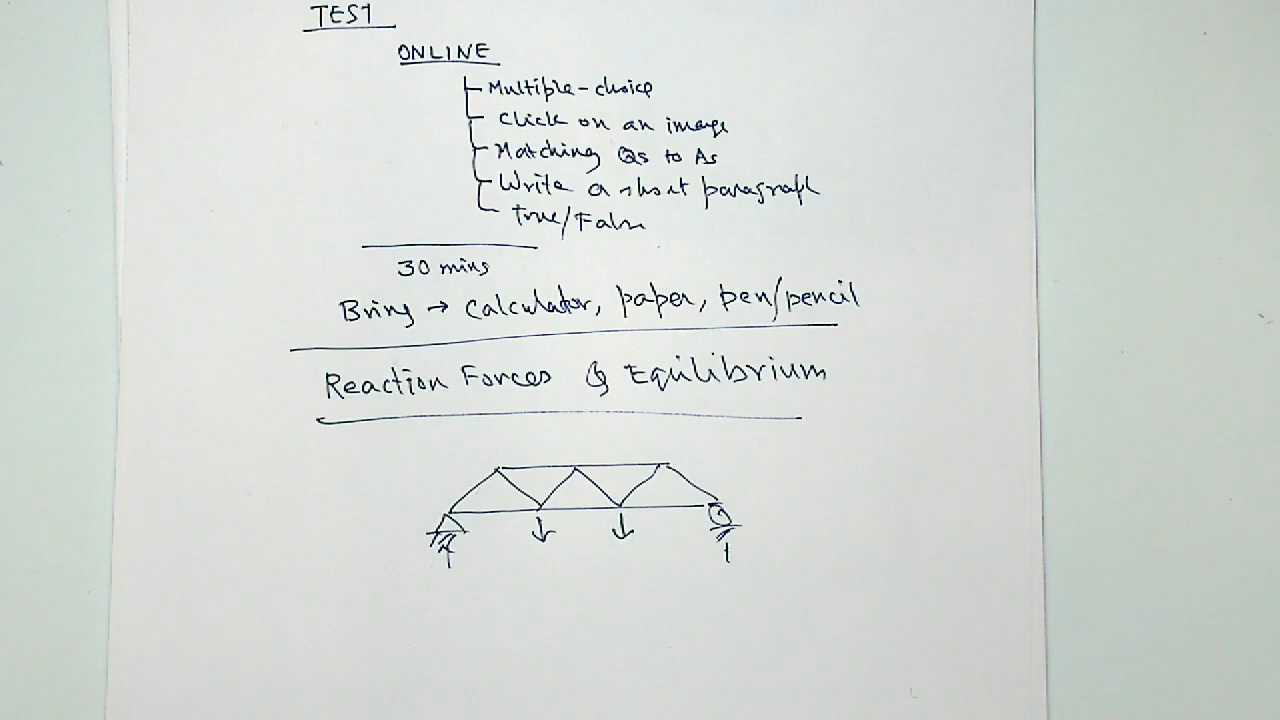 TEST
ONLINE
Multiple-choice
Click on an image
Matching Qs to As
Write a short paragraph
True/False
30 mins
Bring → Calculator, paper, pen/pencil
Reaction Forces & Equilibrium